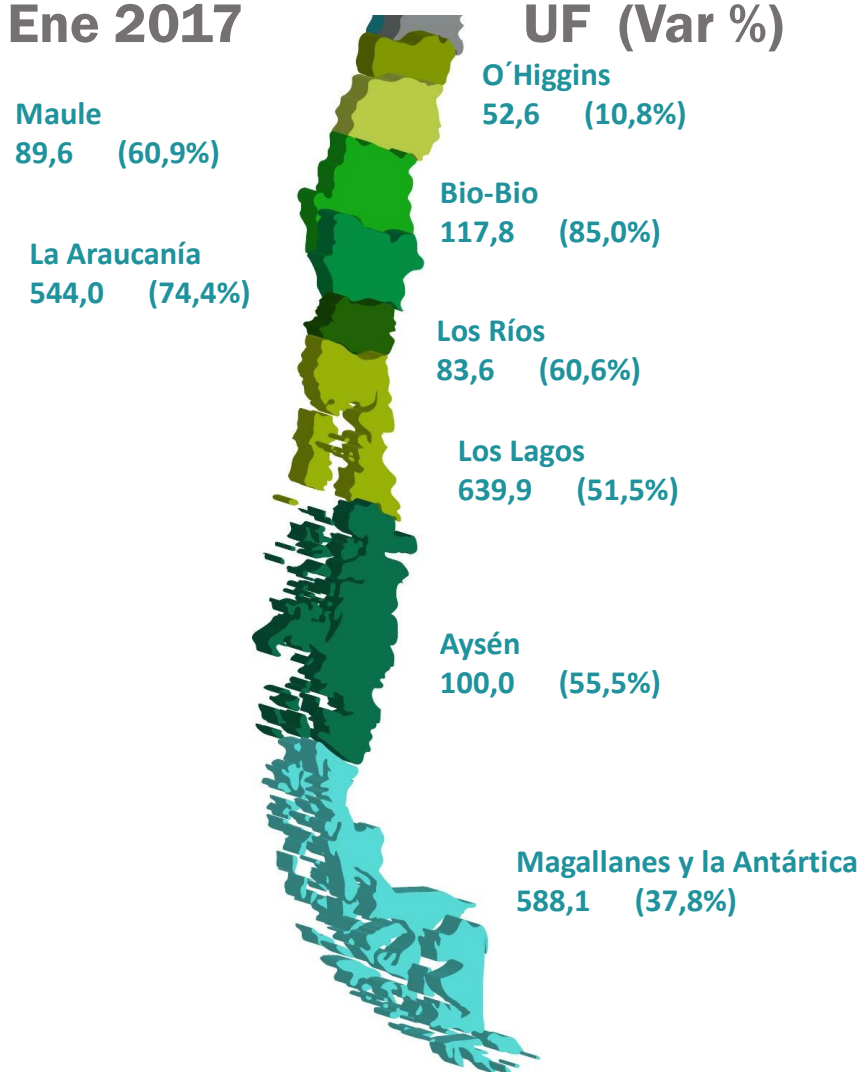 Ene 2017 UF (Var %)
O´Higgins
52,6 (10,8%)
Maule
89,6 (60,9%)
Bio-Bio
117,8 (85,0%)
La Araucanía
544,0 (74,4%)
Los Ríos
83,6 (60,6%)
Los Lagos
639,9 (51,5%)
Aysén
100,0 (55,5%)
Magallanes y la Antártica
588,1 (37,8%)